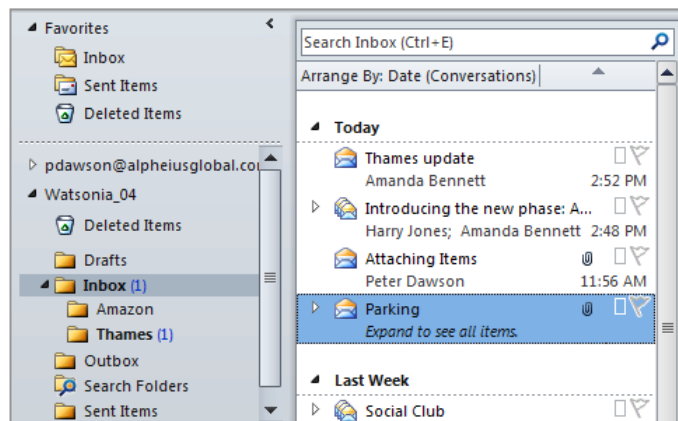 Favorites
Inbox
Sent Items
Deleted Items
pdawson@alpheiusglobal.co
Watsonia_04
Deleted Items
Drafts
Inbox (1)
Amazon
Thames (1)
Outbox
Search Folders
Sent Items
Search Inbox (Ctrl+E)
Arrange By: Date (Conversations)
Today
Thames update
Amanda Bennett 2:52 PM
Introducing the new phase: A...
Harry Jones; Amanda Bennett 2:48 PM
Attaching Items
Peter Dawson 11:56 AM
Parking
Expand to see all items.
Last Week
Social Club